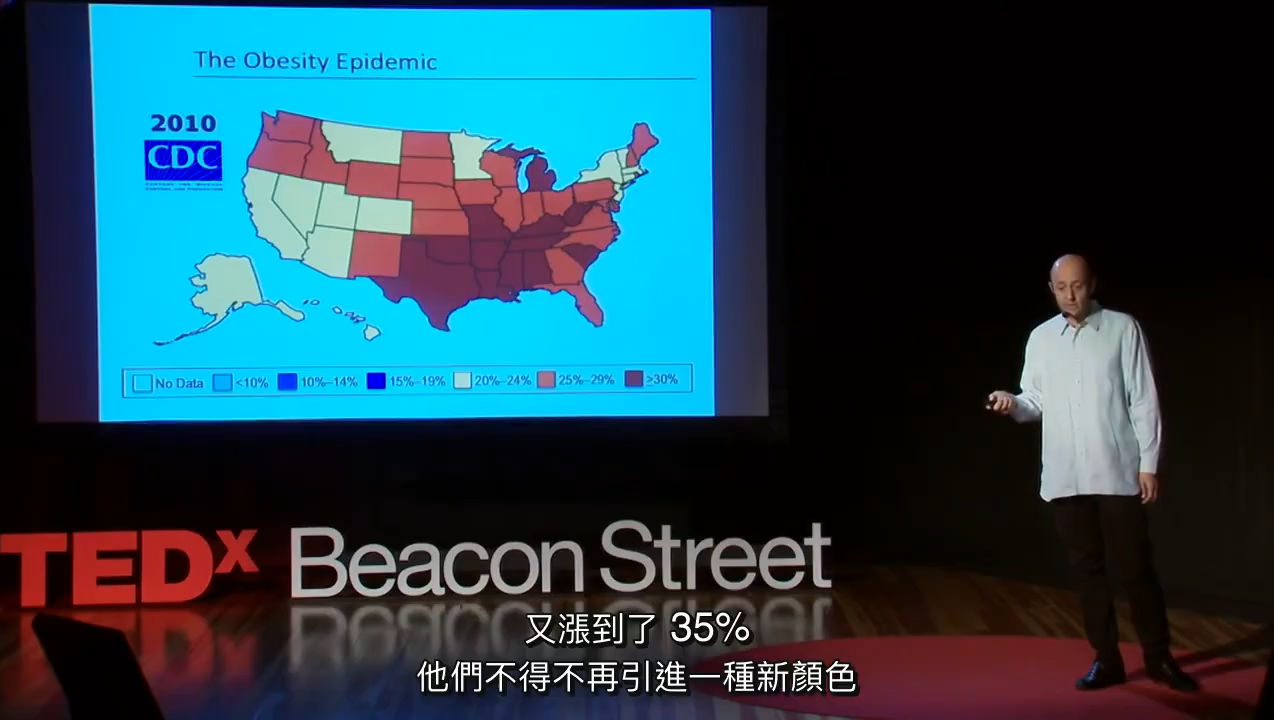 The Obesity Epidemic
2010
CDC
No Data <10% 10%–14% 15%–19% 20%–24% 25%–29% >30%
TEDx Beacon Street
又漲到了 35%
他們不得不再引進一種新顏色